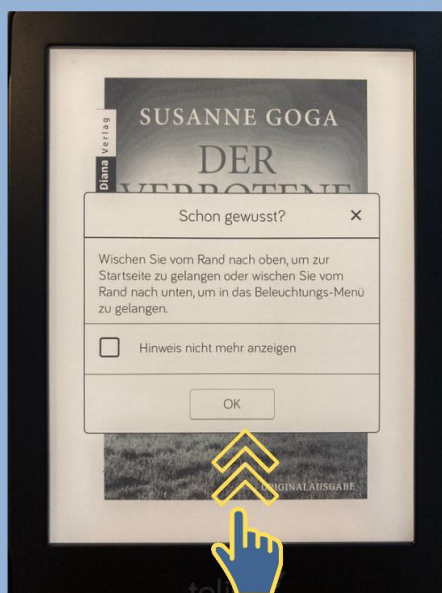 Diana Verlag
SUSANNE GOGA
DER
VERBOTENE
Schon gewusst?
Wischen Sie vom Rand nach oben, um zur
Startseite zu gelangen oder wischen Sie vom
Rand nach unten, um in das Beleuchtungs-Menü
zu gelangen.
Hinweis nicht mehr anzeigen
OK
ORIGINALAUSGABE